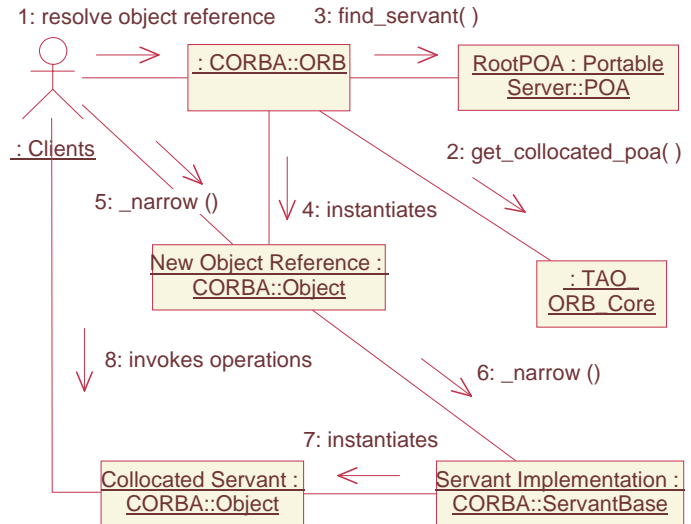 1: resolve object reference
3: find_servant( )
: CORBA::ORB
RootPOA : Portable
Server::POA
: Clients
2: get_collocated_poa( )
5: _narrow ()
4: instantiates
New Object Reference :
CORBA::Object
: TAO_
ORB_Core
8: invokes operations
6: _narrow ()
7: instantiates
Collocated Servant :
CORBA::Object
Servant Implementation :
CORBA::ServantBase